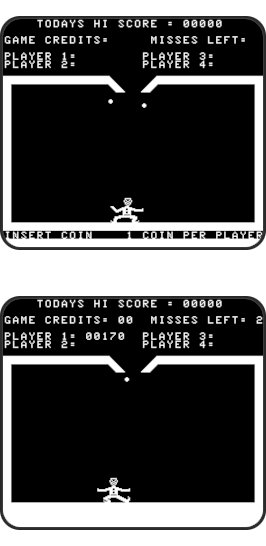 TODAYS HI SCORE = 00000
GAME CREDITS= MISSES LEFT=
PLAYER 1= PLAYER 3=
PLAYER 2= PLAYER 4=
INSERT COIN 1 COIN PER PLAYER
TODAYS HI SCORE = 00000
GAME CREDITS= 00 MISSES LEFT= 2
PLAYER 1= 00170 PLAYER 3=
PLAYER 2= PLAYER 4=